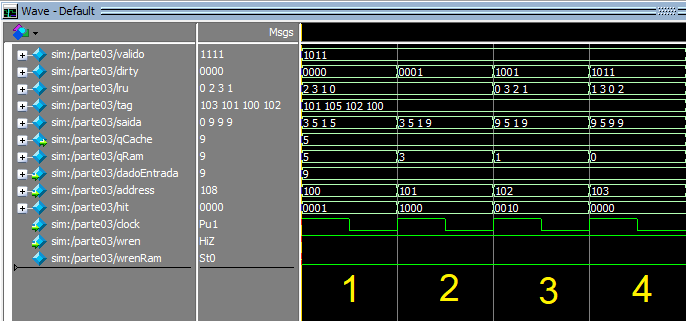 Wave - Default
Msgs
sim:/parte03/valido 1111 1011
sim:/parte03/dirty 0000 0000 0001 1001 1011
sim:/parte03/lru 0 2 3 1 2 3 1 0 0 3 2 1 1 3 0 2
sim:/parte03/tag 103 101 100 102 101 105 102 100
sim:/parte03/saida 0 9 9 9 3 5 1 5 3 5 1 9 9 5 1 9 9 5 9 9
sim:/parte03/qCache 9 5
sim:/parte03/qRam 9 5 3 1 0
sim:/parte03/dadoEntrada 9 9
sim:/parte03/address 108 100 101 102 103
sim:/parte03/hit 0000 0001 1000 0010 0000
sim:/parte03/clock Pu1
sim:/parte03/wren HiZ
sim:/parte03/wrenRam St0
1 2 3 4